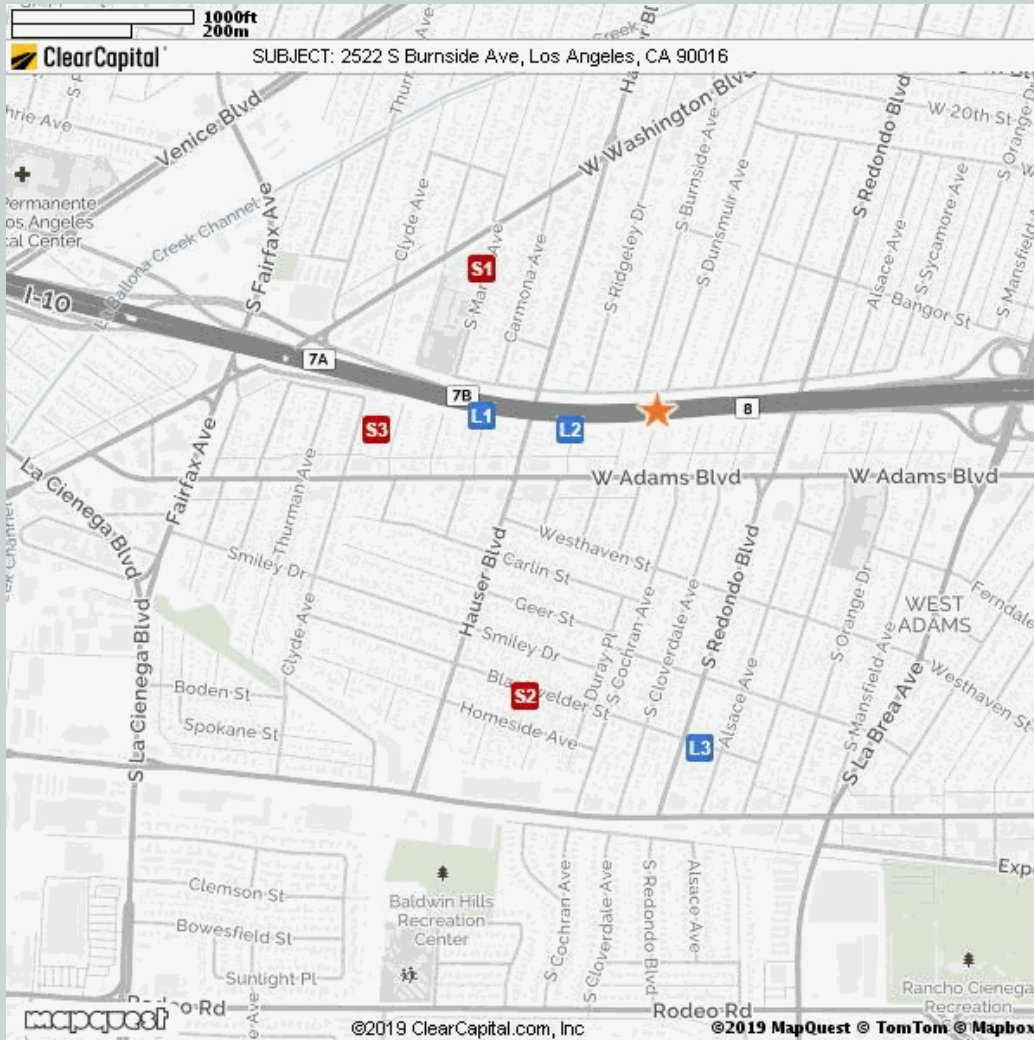 1000ft
200m
Creek
ClearCapital
SUBJECT: 2522 S Burnside Ave, Los Angeles, CA 90016
Venice Blvd
W Washington Blvd
W 20th St
S Redondo Blvd
S Burnside Ave
S Dunsmuir Ave
S Sycamore Ave
Permanente
os Angeles
cal Center
Ballona Creek Channel
S Fairfax Ave
Clyde Ave
S1
Carmona Ave
S Ridgeley Dr
Alsace Ave
S Mansfield
Bangor St
I-10
7A
7B
8
L1
L2
S3
W Adams Blvd
W Adams Blvd
La Cienega Blvd
Fairfax Ave
Thurman Ave
Smiley Dr
Hauser Blvd
Westhaven St
Carlin St
Geer St
Smiley Dr
S Redondo Blvd
S Orange Dr
WEST
ADAMS
Ferndale
Westhaven St
S La Cienega Blvd
Clyde Ave
Duray Pl
S Cochran Ave
S Cloverdale Ave
Alsace Ave
S Mansfield Ave
S La Brea Ave
Boden St
S2
Spokane St
Homeside Ave
L3
Clemson St
Bowesfield St
Sunlight Pl
Baldwin Hills
Recreation
Center
S Cochran Ave
S Cloverdale Ave
S Redondo Blvd
Alsace Ave
Rancho Cienega
Recreation
Rodeo Rd
Rodeo Rd
mapquest
©2019 ClearCapital.com, Inc
©2019 MapQuest © TomTom © Mapbox